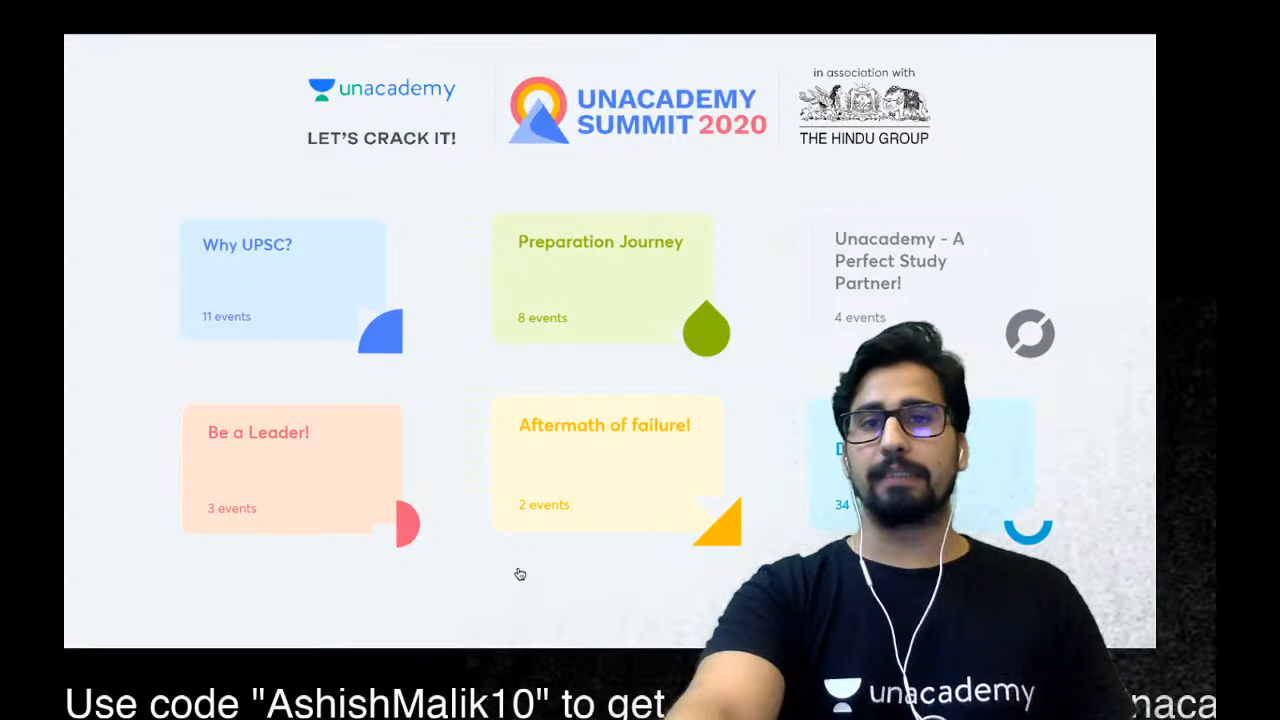 unacademy
LET'S CRACK IT!
UNACADEMY
SUMMIT 2020
in association with
THE HINDU GROUP
Why UPSC?
11 events
Preparation Journey
8 events
Unacademy - A
Perfect Study
Partner!
4 events
Be a Leader!
3 events
Aftermath of failure!
2 events
34
unacademy
Use code "AshishMalik10" to get